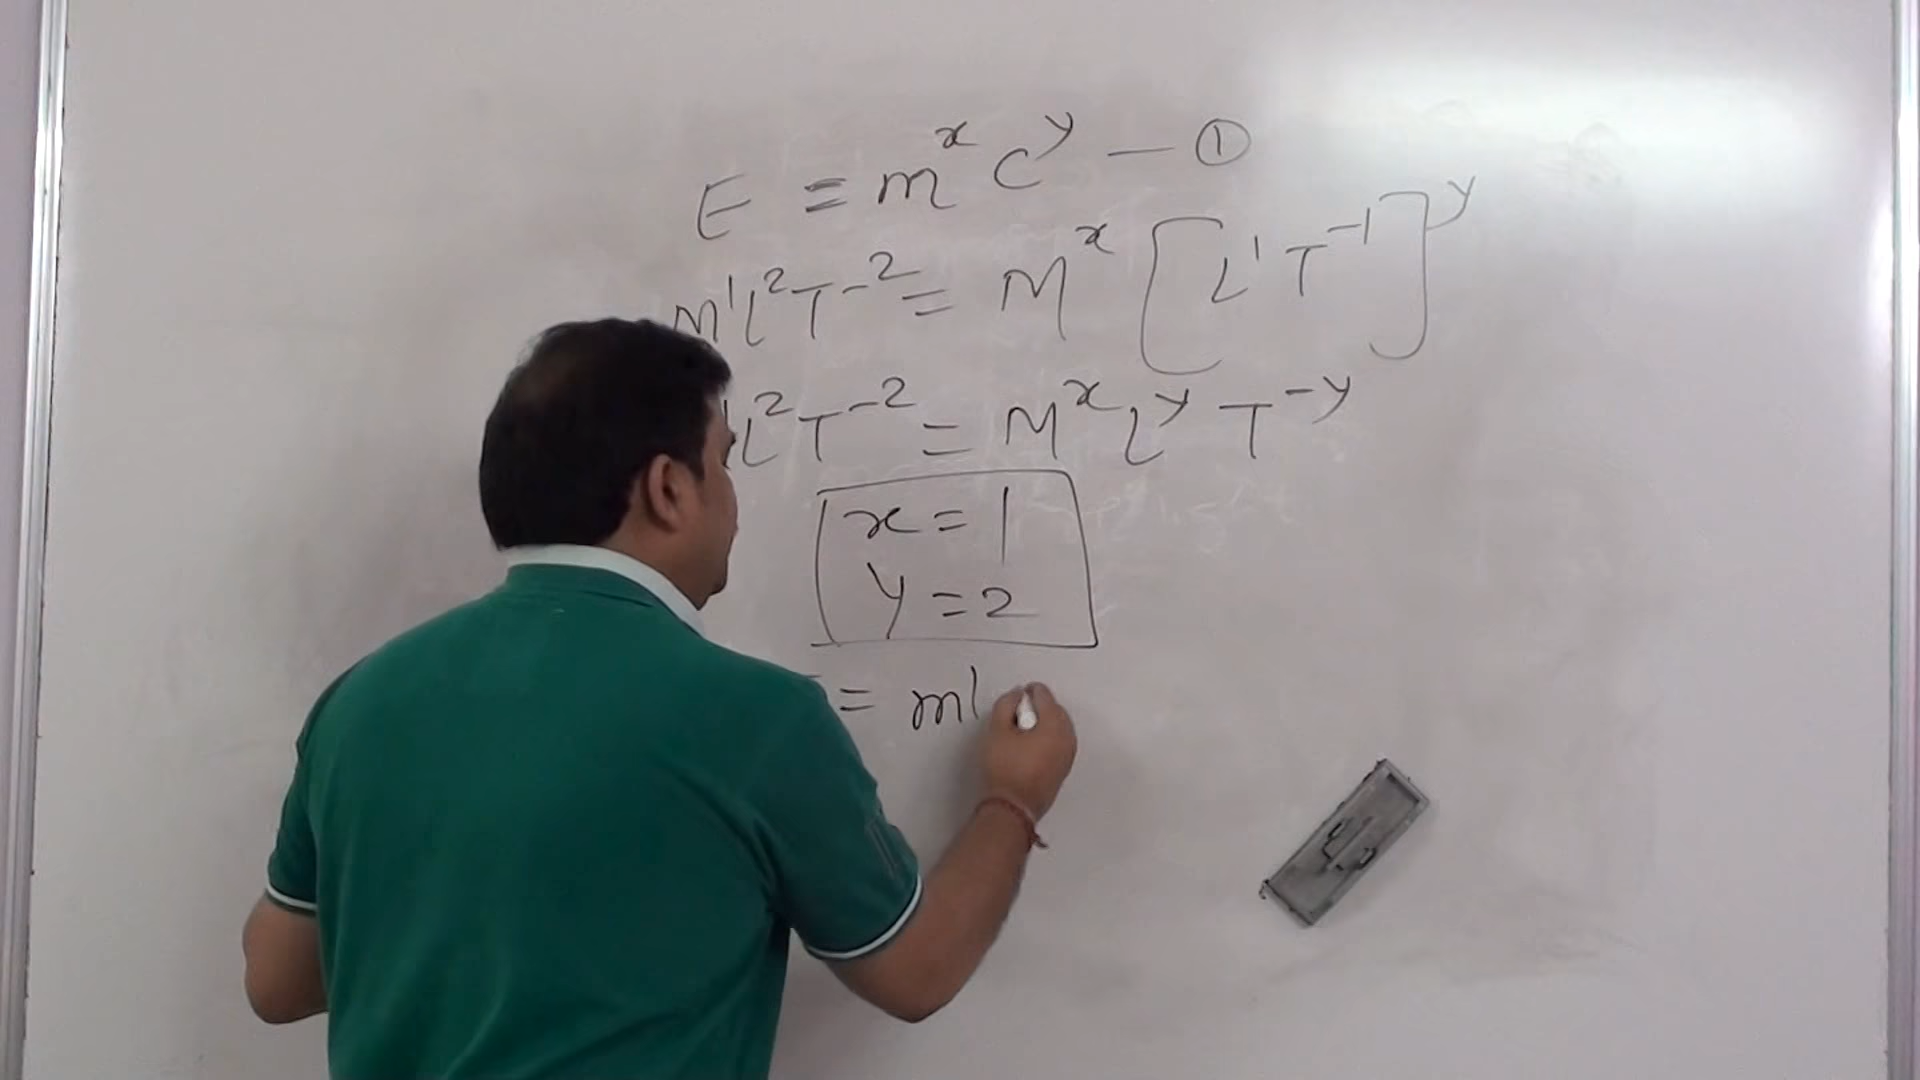 E = m^x c^y — ①
M^1 L^2 T^-2 = M^x [L^1 T^-1]^y
L^2 T^-2 = M^x L^y T^-y
x = 1
y = 2
= m^1